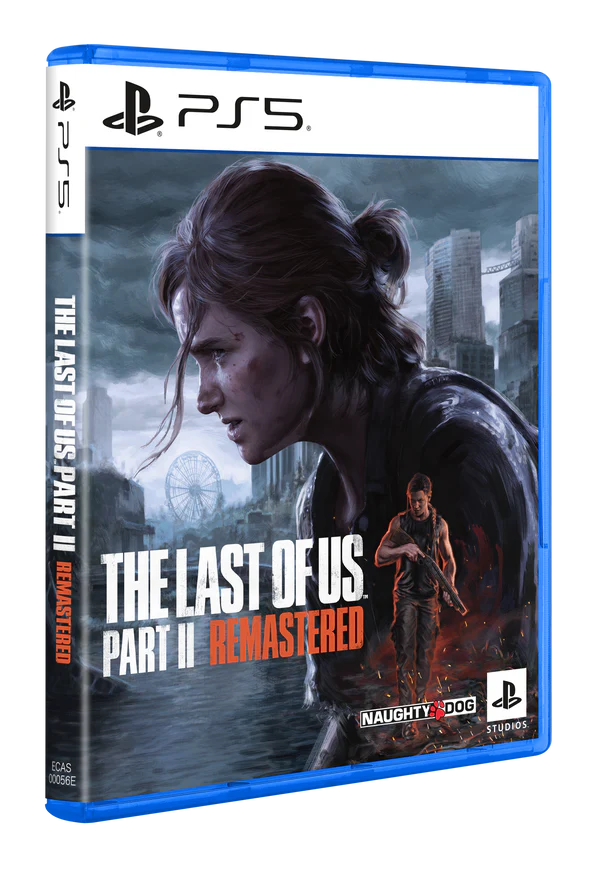 PS5
PS5
THE LAST OF US PART II REMASTERED
ECAS
00056E
THE LAST OF US™
PART II REMASTERED
NAUGHTY DOG
STUDIOS